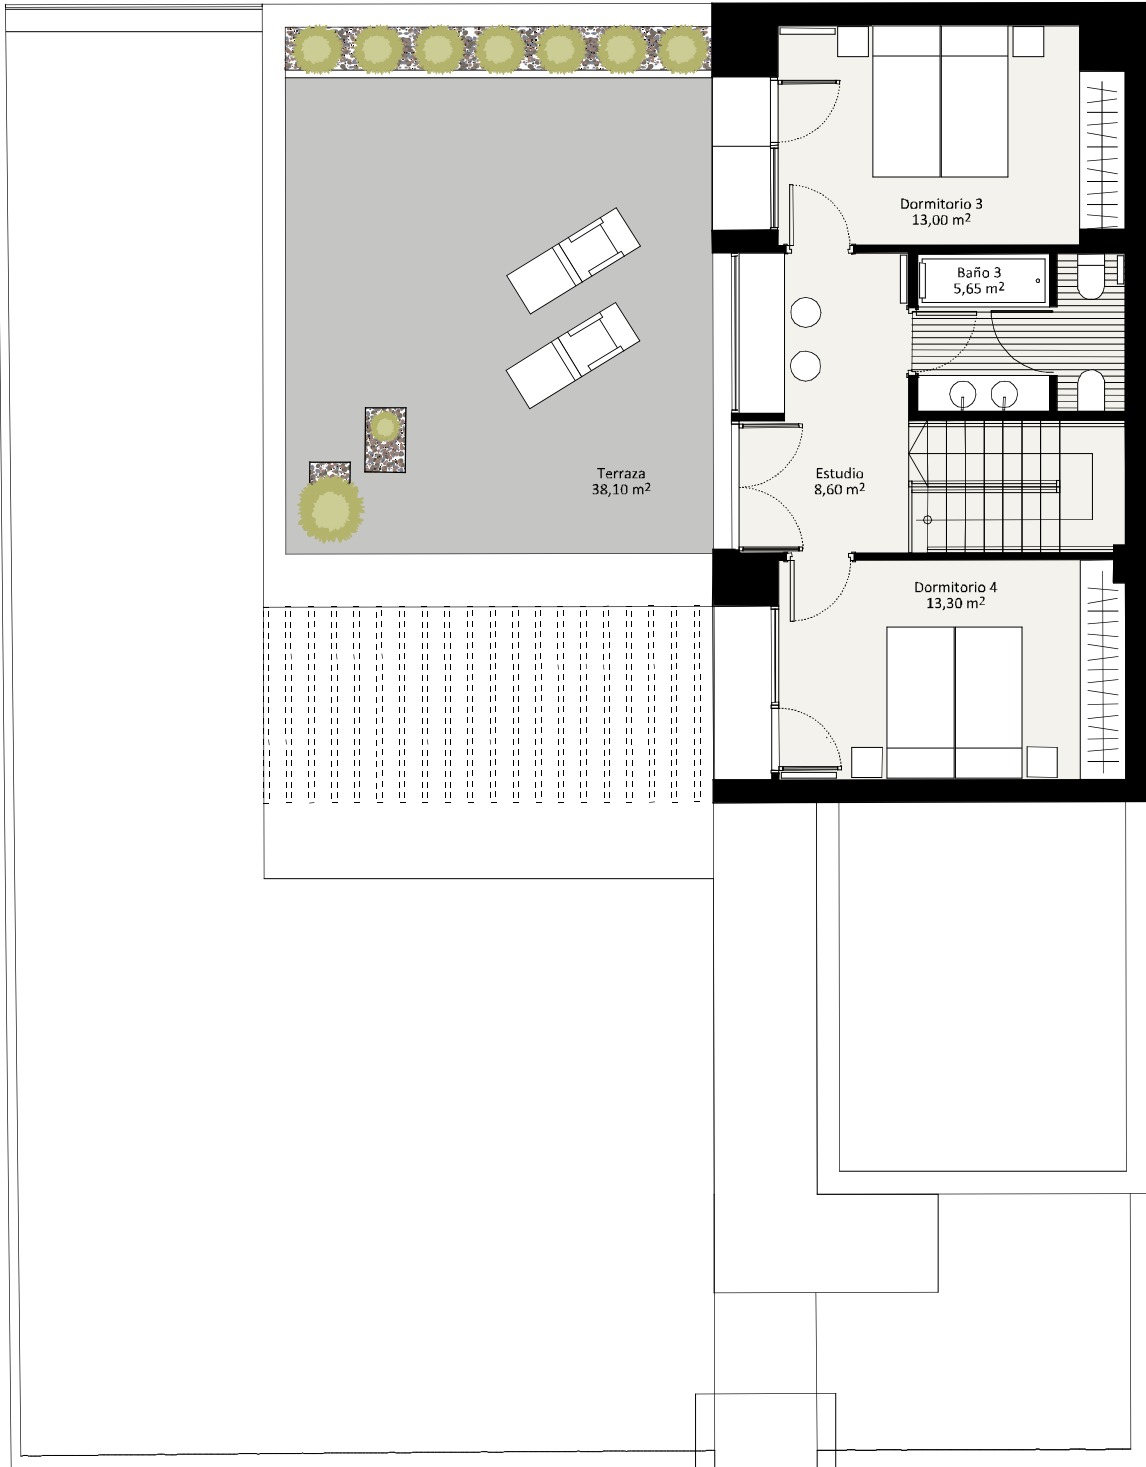 Dormitorio 3
13,00 m²
Baño 3
5,65 m²
Terraza
38,10 m²
Estudio
8,60 m²
Dormitorio 4
13,30 m²